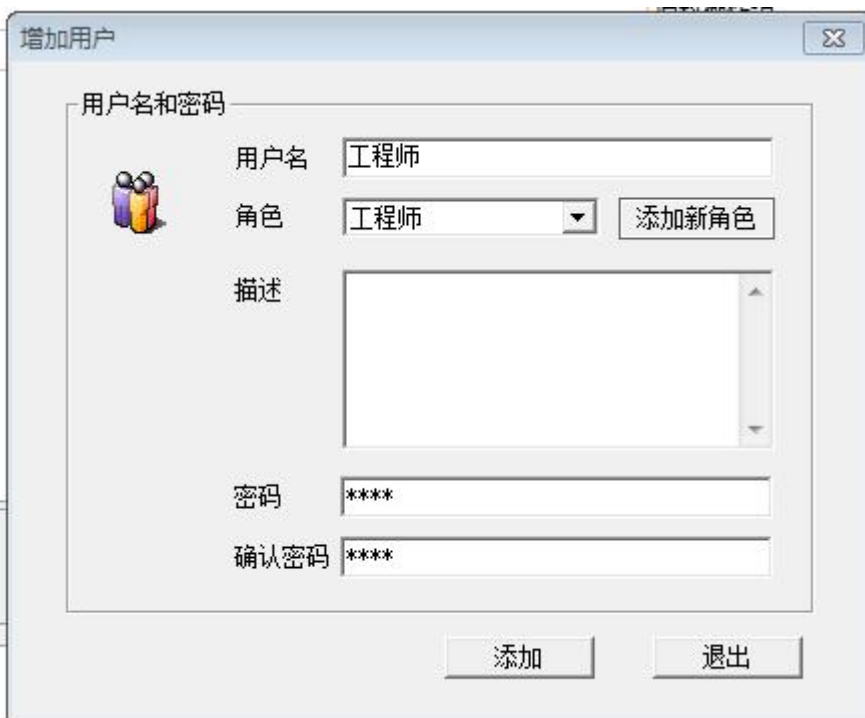 增加用户
用户名和密码
用户名 工程师
角色 工程师 添加新角色
描述
密码 ****
确认密码 ****
添加 退出